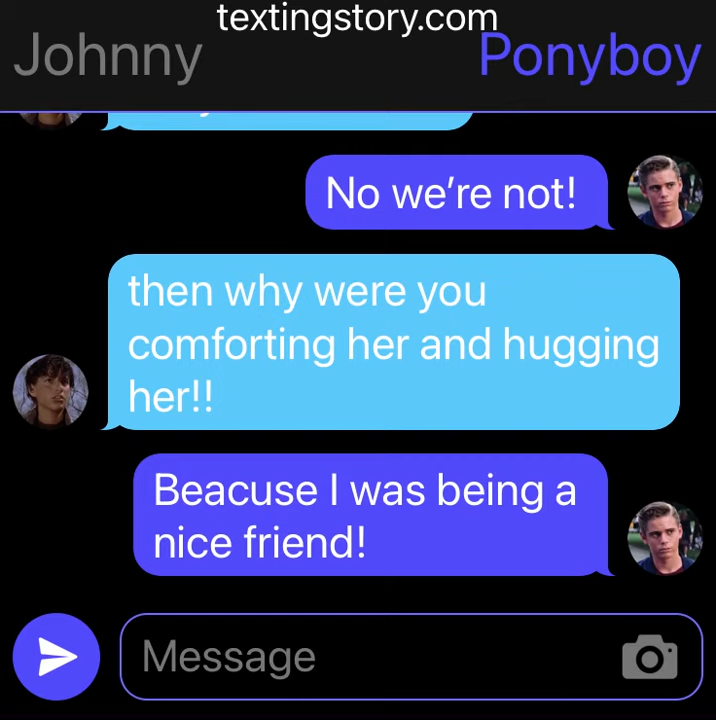 textingstory.com
Johnny
Ponyboy
No we're not!
then why were you
comforting her and hugging
her!!
Beacuse I was being a
nice friend!
Message